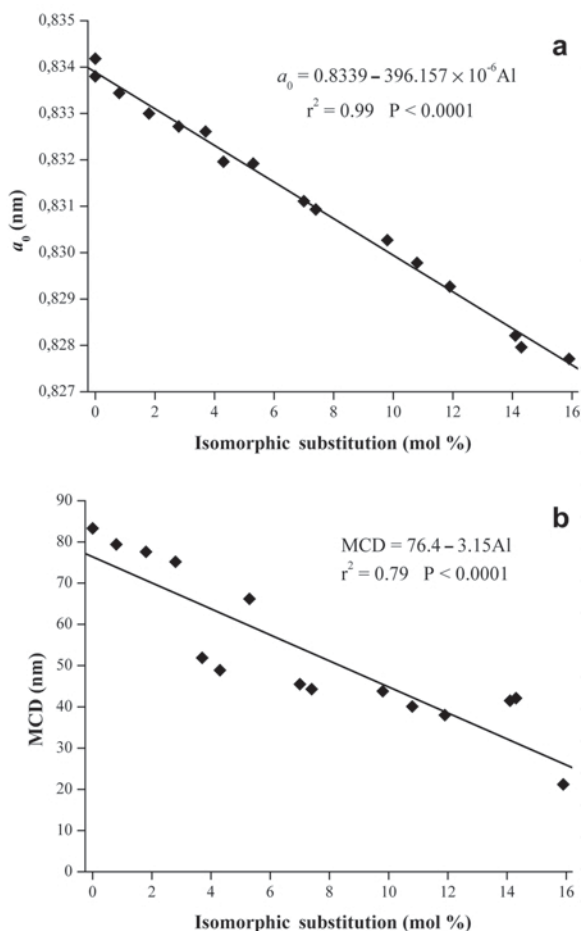 a
0,835
0,834
0,833
0,832
0,831
0,830
0,829
0,828
0,827
a₀ (nm)
a₀ = 0.8339 – 396.157 × 10⁻⁶Al
r² = 0.99 P < 0.0001
0 2 4 6 8 10 12 14 16
Isomorphic substitution (mol %)
b
90
80
70
60
50
40
30
20
10
0
MCD (nm)
MCD = 76.4 – 3.15Al
r² = 0.79 P < 0.0001
0 2 4 6 8 10 12 14 16
Isomorphic substitution (mol %)